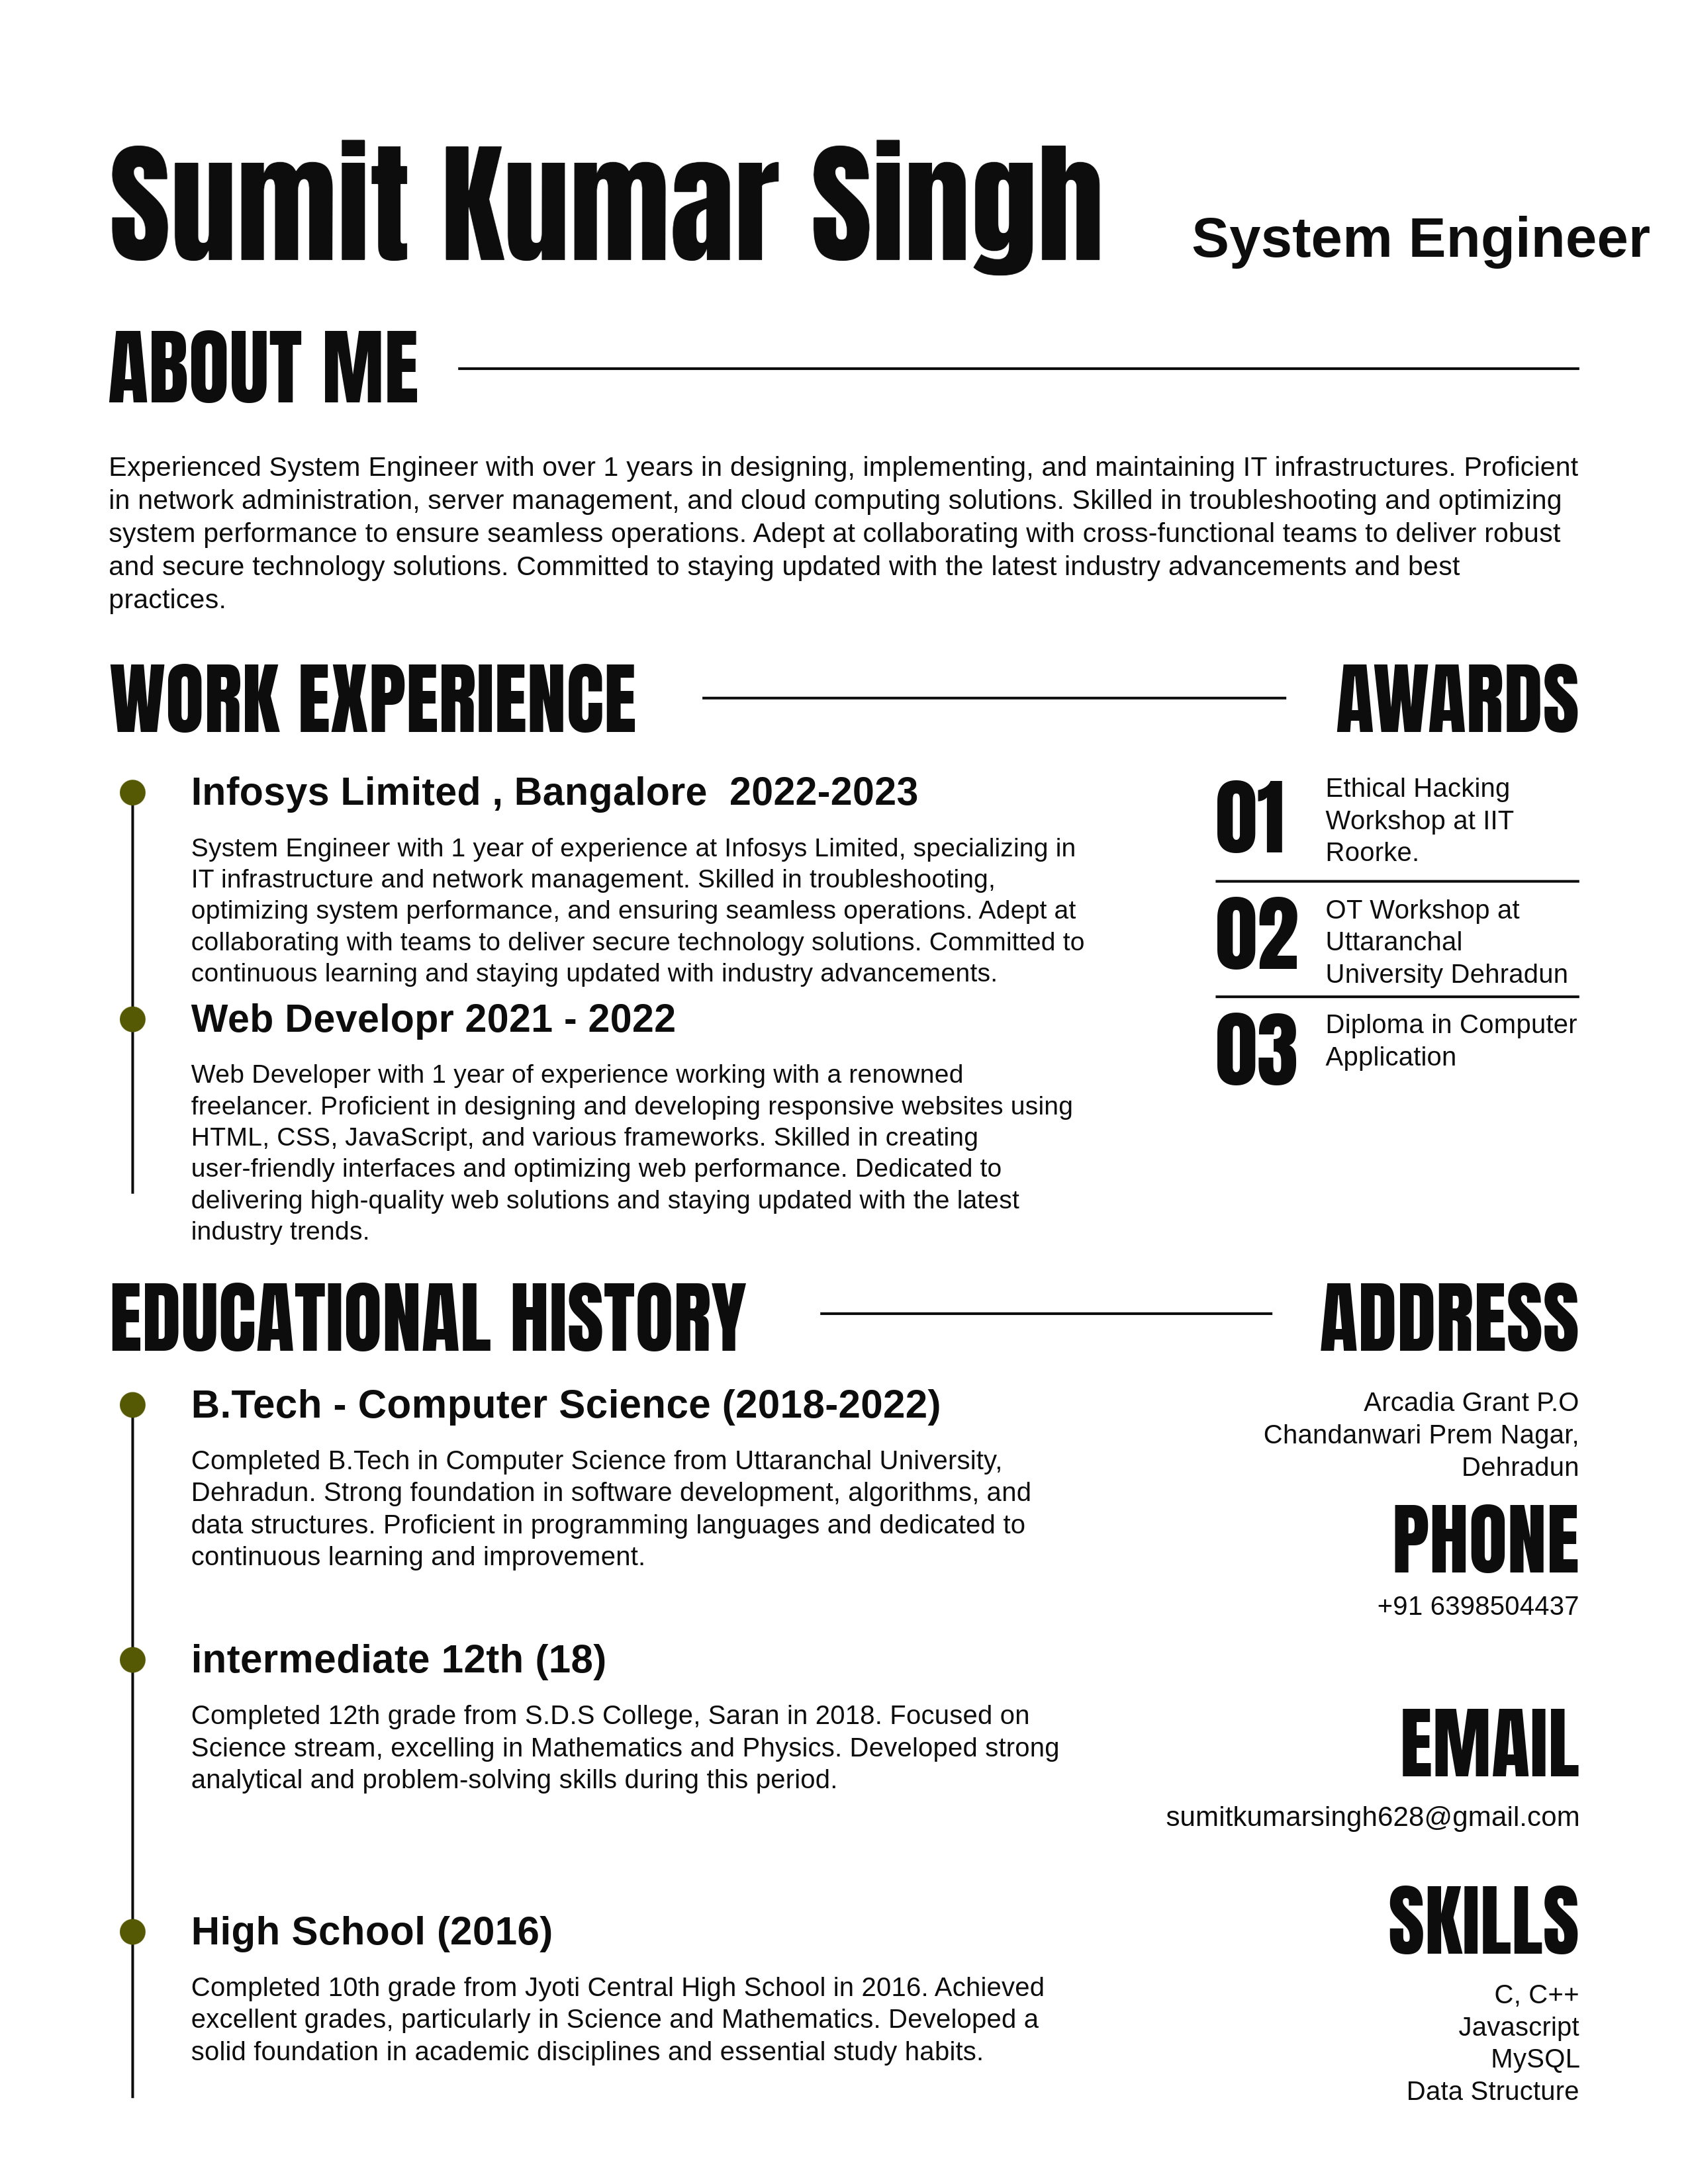 Sumit Kumar Singh
System Engineer
ABOUT ME
Experienced System Engineer with over 1 years in designing, implementing, and maintaining IT infrastructures. Proficient
in network administration, server management, and cloud computing solutions. Skilled in troubleshooting and optimizing
system performance to ensure seamless operations. Adept at collaborating with cross-functional teams to deliver robust
and secure technology solutions. Committed to staying updated with the latest industry advancements and best
practices.
WORK EXPERIENCE
Infosys Limited , Bangalore  2022-2023
System Engineer with 1 year of experience at Infosys Limited, specializing in
IT infrastructure and network management. Skilled in troubleshooting,
optimizing system performance, and ensuring seamless operations. Adept at
collaborating with teams to deliver secure technology solutions. Committed to
continuous learning and staying updated with industry advancements.
Web Developr 2021 - 2022
Web Developer with 1 year of experience working with a renowned
freelancer. Proficient in designing and developing responsive websites using
HTML, CSS, JavaScript, and various frameworks. Skilled in creating
user-friendly interfaces and optimizing web performance. Dedicated to
delivering high-quality web solutions and staying updated with the latest
industry trends.
AWARDS
01
Ethical Hacking
Workshop at IIT
Roorke.
02
OT Workshop at
Uttaranchal
University Dehradun
03
Diploma in Computer
Application
EDUCATIONAL HISTORY
B.Tech - Computer Science (2018-2022)
Completed B.Tech in Computer Science from Uttaranchal University,
Dehradun. Strong foundation in software development, algorithms, and
data structures. Proficient in programming languages and dedicated to
continuous learning and improvement.
intermediate 12th (18)
Completed 12th grade from S.D.S College, Saran in 2018. Focused on
Science stream, excelling in Mathematics and Physics. Developed strong
analytical and problem-solving skills during this period.
High School (2016)
Completed 10th grade from Jyoti Central High School in 2016. Achieved
excellent grades, particularly in Science and Mathematics. Developed a
solid foundation in academic disciplines and essential study habits.
ADDRESS
Arcadia Grant P.O
Chandanwari Prem Nagar,
Dehradun
PHONE
+91 6398504437
EMAIL
sumitkumarsingh628@gmail.com
SKILLS
C, C++
Javascript
MySQL
Data Structure